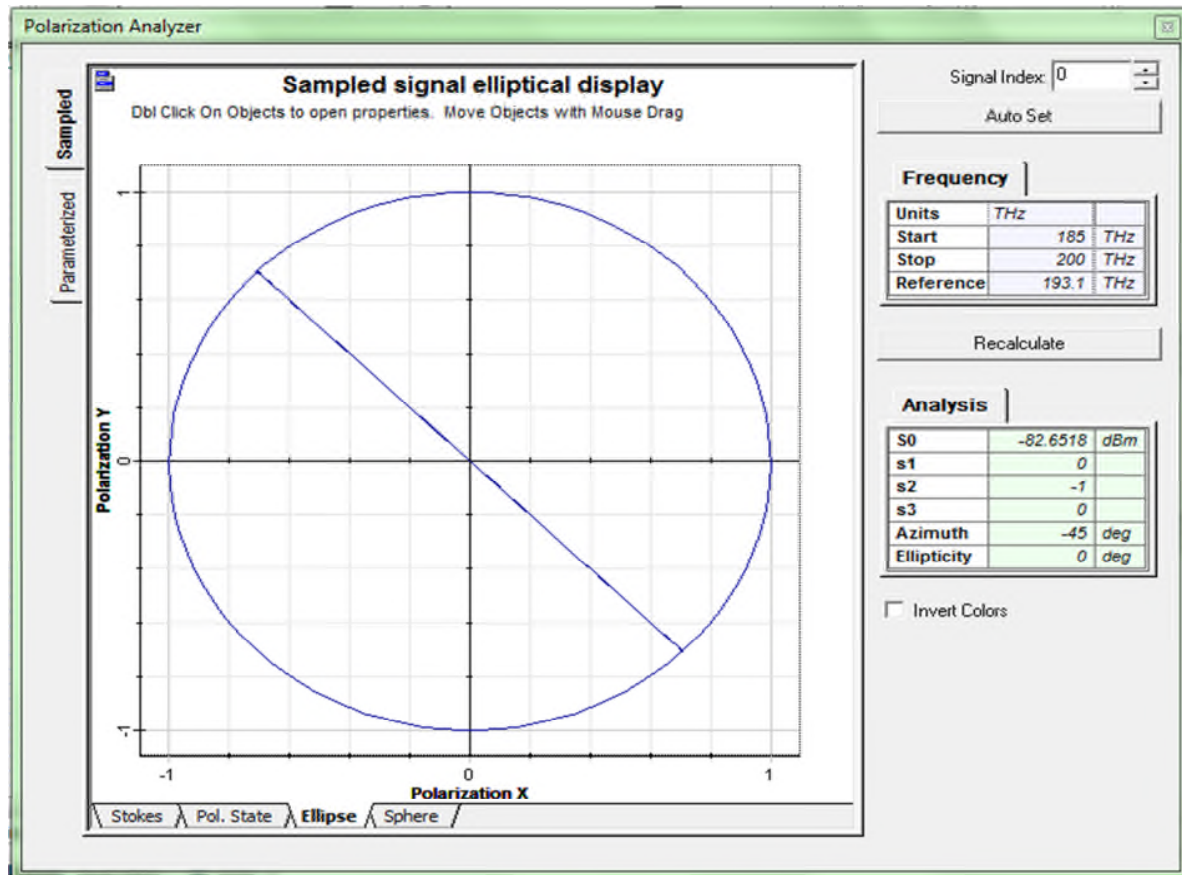 Polarization Analyzer
Sampled
Parameterized
Sampled signal elliptical display
Dbl Click On Objects to open properties. Move Objects with Mouse Drag
Polarization Y
1
0
-1
-1 0 1
Polarization X
Stokes Pol. State Ellipse Sphere
Signal Index: 0
Auto Set
Frequency
Units THz
Start 185 THz
Stop 200 THz
Reference 193.1 THz
Recalculate
Analysis
S0 -82.6518 dBm
s1 0
s2 -1
s3 0
Azimuth -45 deg
Ellipticity 0 deg
Invert Colors